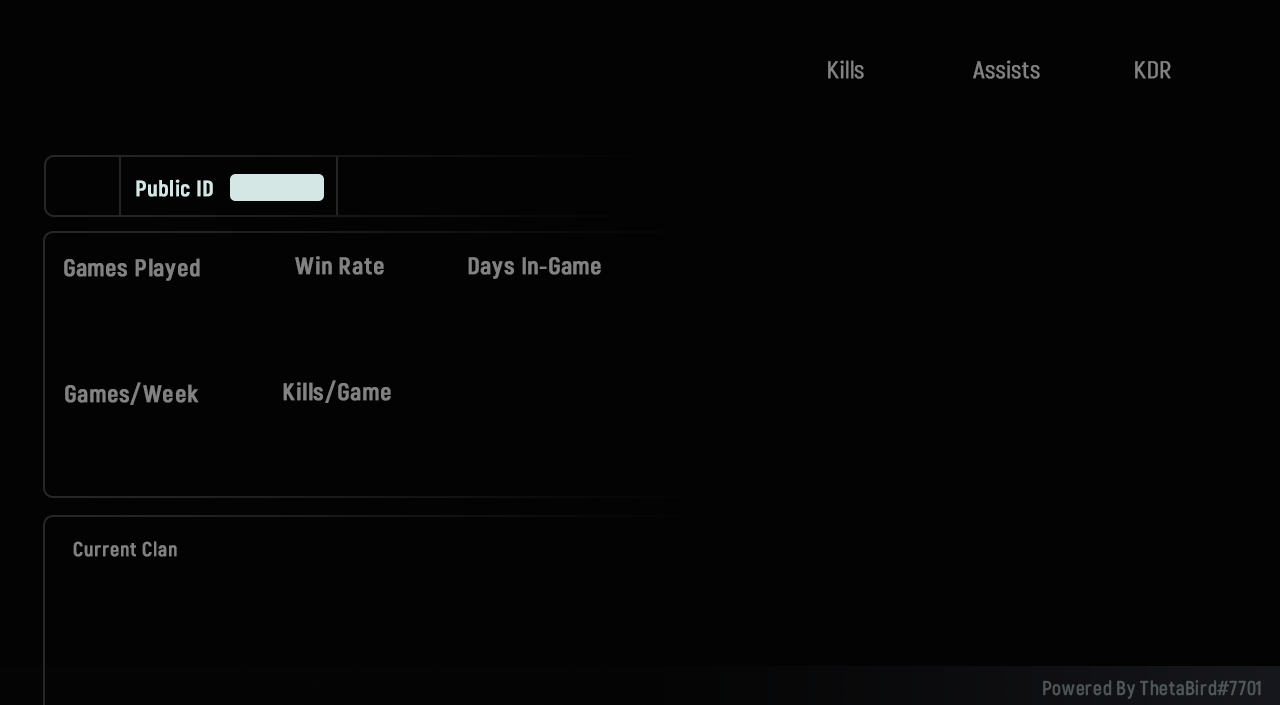 Kills Assists KDR
Public ID
Games Played Win Rate Days In-Game
Games/Week Kills/Game
Current Clan
Powered By ThetaBird#7701